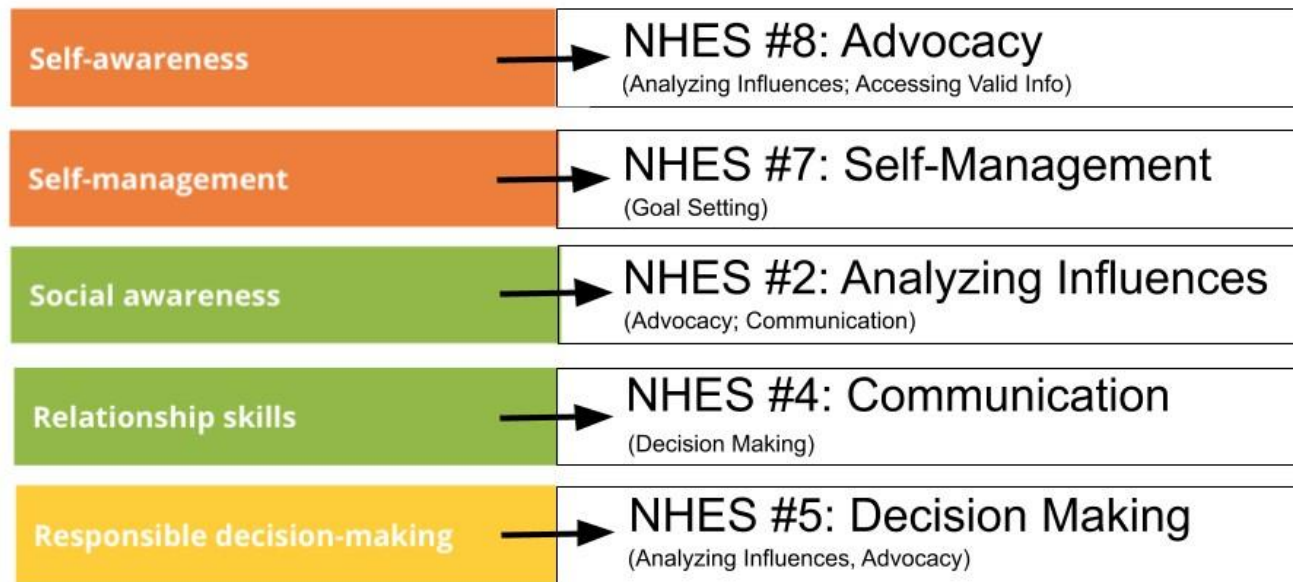 Self-awareness
NHES #8: Advocacy
(Analyzing Influences; Accessing Valid Info)
Self-management
NHES #7: Self-Management
(Goal Setting)
Social awareness
NHES #2: Analyzing Influences
(Advocacy; Communication)
Relationship skills
NHES #4: Communication
(Decision Making)
Responsible decision-making
NHES #5: Decision Making
(Analyzing Influences, Advocacy)